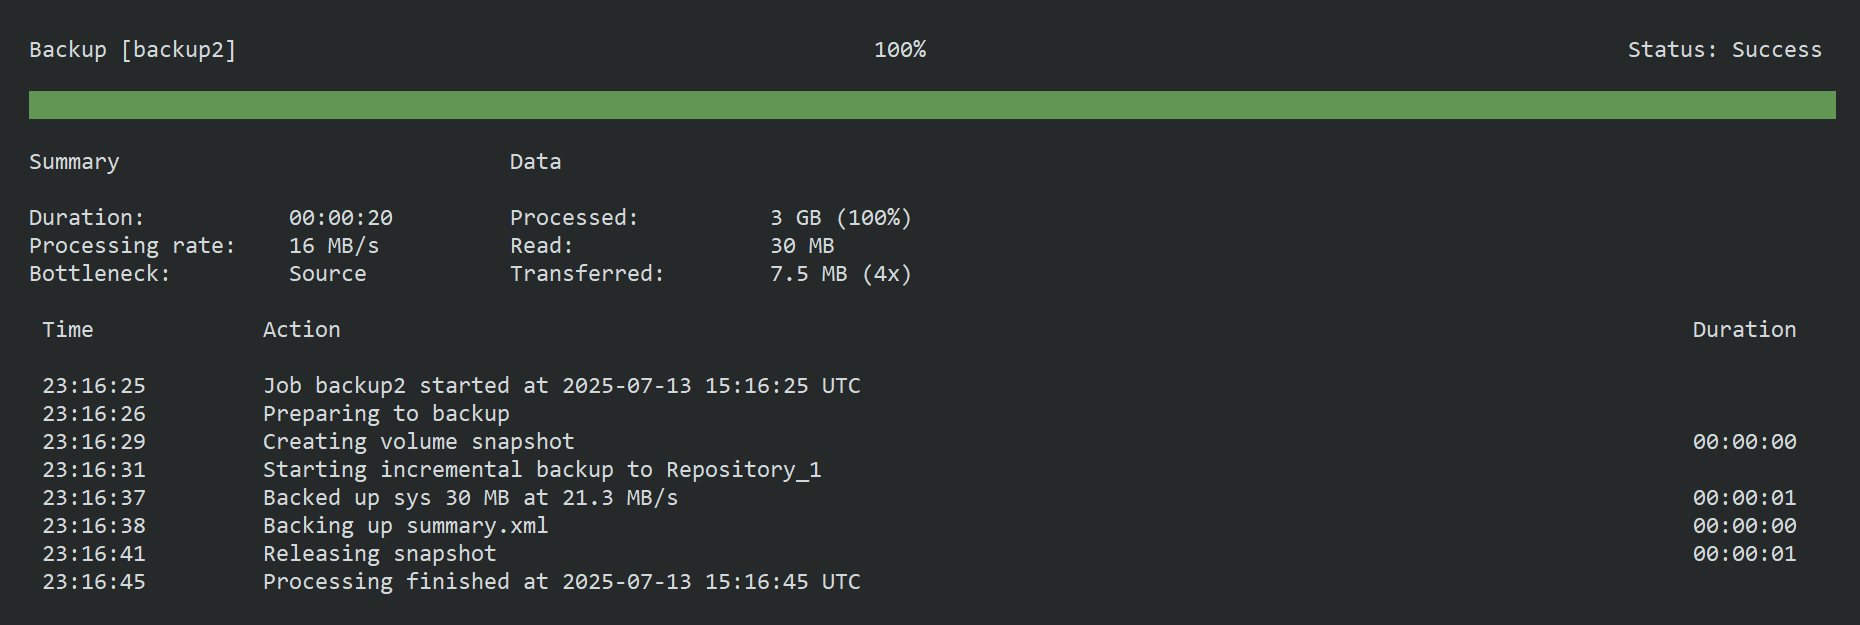 Backup [backup2] 100% Status: Success
Summary Data
Duration: 00:00:20 Processed: 3 GB (100%)
Processing rate: 16 MB/s Read: 30 MB
Bottleneck: Source Transferred: 7.5 MB (4x)
Time Action Duration
23:16:25 Job backup2 started at 2025-07-13 15:16:25 UTC
23:16:26 Preparing to backup
23:16:29 Creating volume snapshot 00:00:00
23:16:31 Starting incremental backup to Repository_1
23:16:37 Backed up sys 30 MB at 21.3 MB/s 00:00:01
23:16:38 Backing up summary.xml 00:00:00
23:16:41 Releasing snapshot 00:00:01
23:16:45 Processing finished at 2025-07-13 15:16:45 UTC